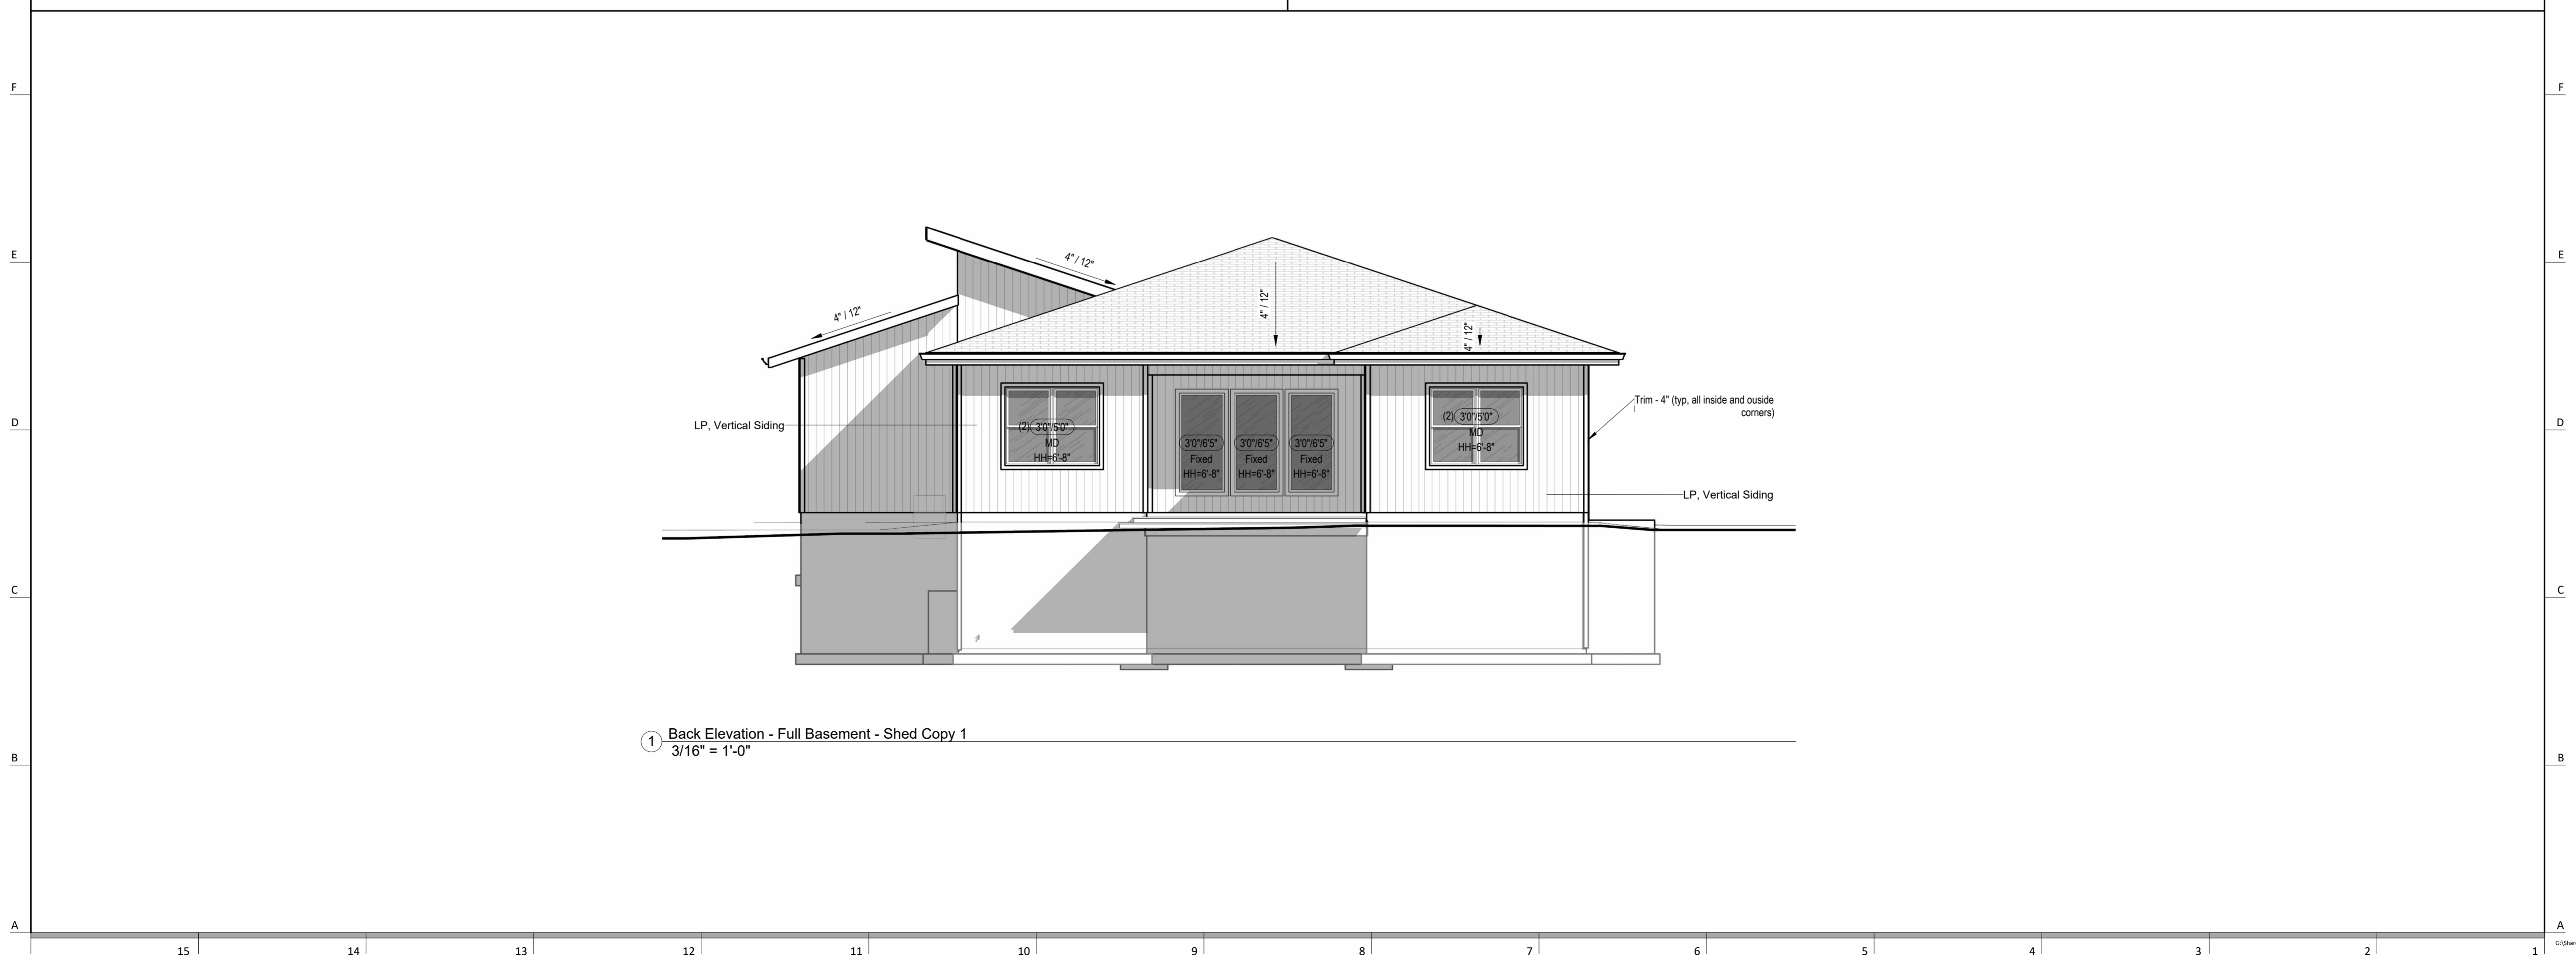 F
F
E
E
4" / 12"
4" / 12"
4" / 12"
4" / 12"
D
D
Trim - 4" (typ, all inside and ouside
corners)
LP, Vertical Siding
(2) 3'0"/5'0"
MD
HH=6'-8"
3'0"/6'5"
Fixed
HH=6'-8"
3'0"/6'5"
Fixed
HH=6'-8"
3'0"/6'5"
Fixed
HH=6'-8"
(2) 3'0"/5'0"
MD
HH=6'-8"
LP, Vertical Siding
C
C
1
Back Elevation - Full Basement - Shed Copy 1
3/16" = 1'-0"
B
B
A
A
15 14 13 12 11 10 9 8 7 6 5 4 3 2 1
G:\Shan